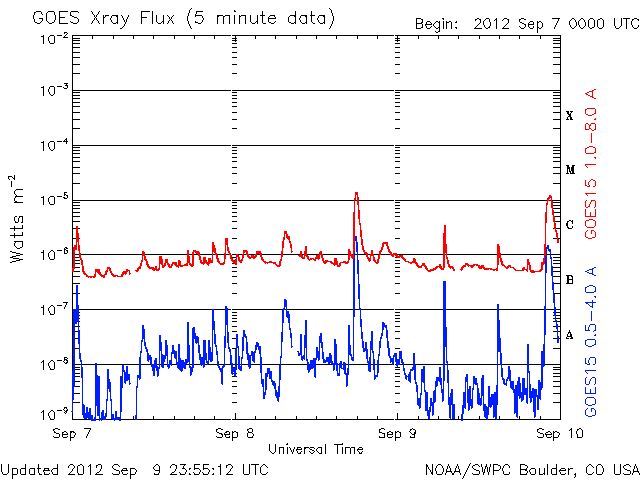 GOES Xray Flux (5 minute data)
Begin: 2012 Sep 7 0000 UTC
10-2
10-3
10-4
10-5
10-6
10-7
10-8
10-9
Watts m-2
X
M
C
B
A
GOES15 1.0-8.0 A
GOES15 0.5-4.0 A
Sep 7
Sep 8
Sep 9
Sep 10
Universal Time
Updated 2012 Sep 9 23:55:12 UTC
NOAA/SWPC Boulder, CO USA